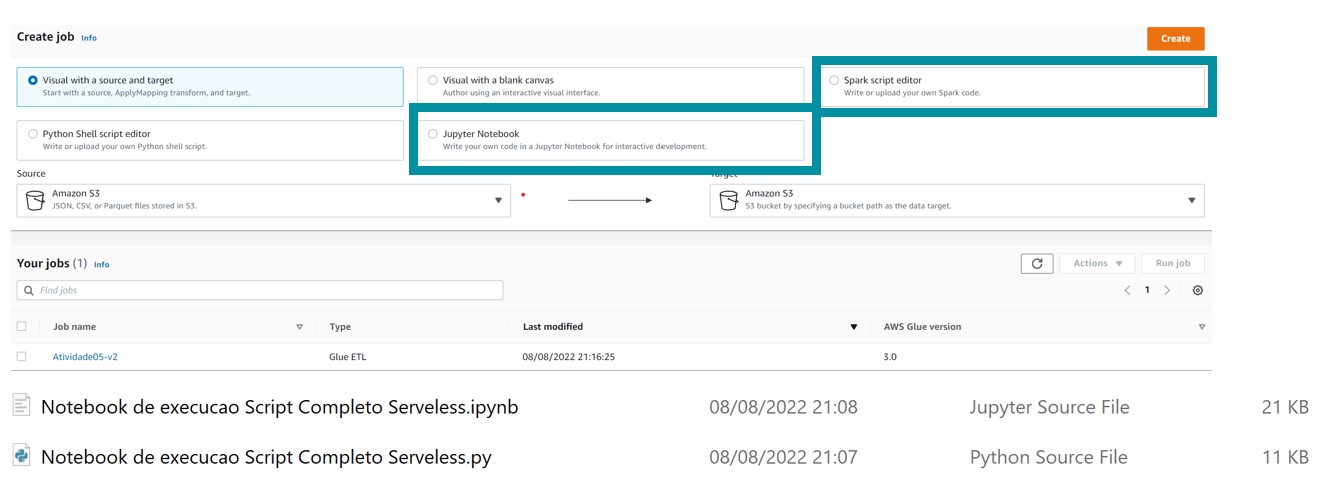 Create job Info
Create
Visual with a source and target
Start with a source, ApplyMapping transform, and target.
Visual with a blank canvas
Author using an interactive visual interface.
Spark script editor
Write or upload your own Spark code.
Python Shell script editor
Write or upload your own Python shell script.
Jupyter Notebook
Write your own code in a Jupyter Notebook for interactive development.
Source
Target
Amazon S3
JSON, CSV, or Parquet files stored in S3.
Amazon S3
S3 bucket by specifying a bucket path as the data target.
Your jobs (1) Info
Actions
Run job
Find jobs
1
Job name Type Last modified AWS Glue version
Atividade05-v2 Glue ETL 08/08/2022 21:16:25 3.0
Notebook de execucao Script Completo Serveless.ipynb 08/08/2022 21:08 Jupyter Source File 21 KB
Notebook de execucao Script Completo Serveless.py 08/08/2022 21:07 Python Source File 11 KB